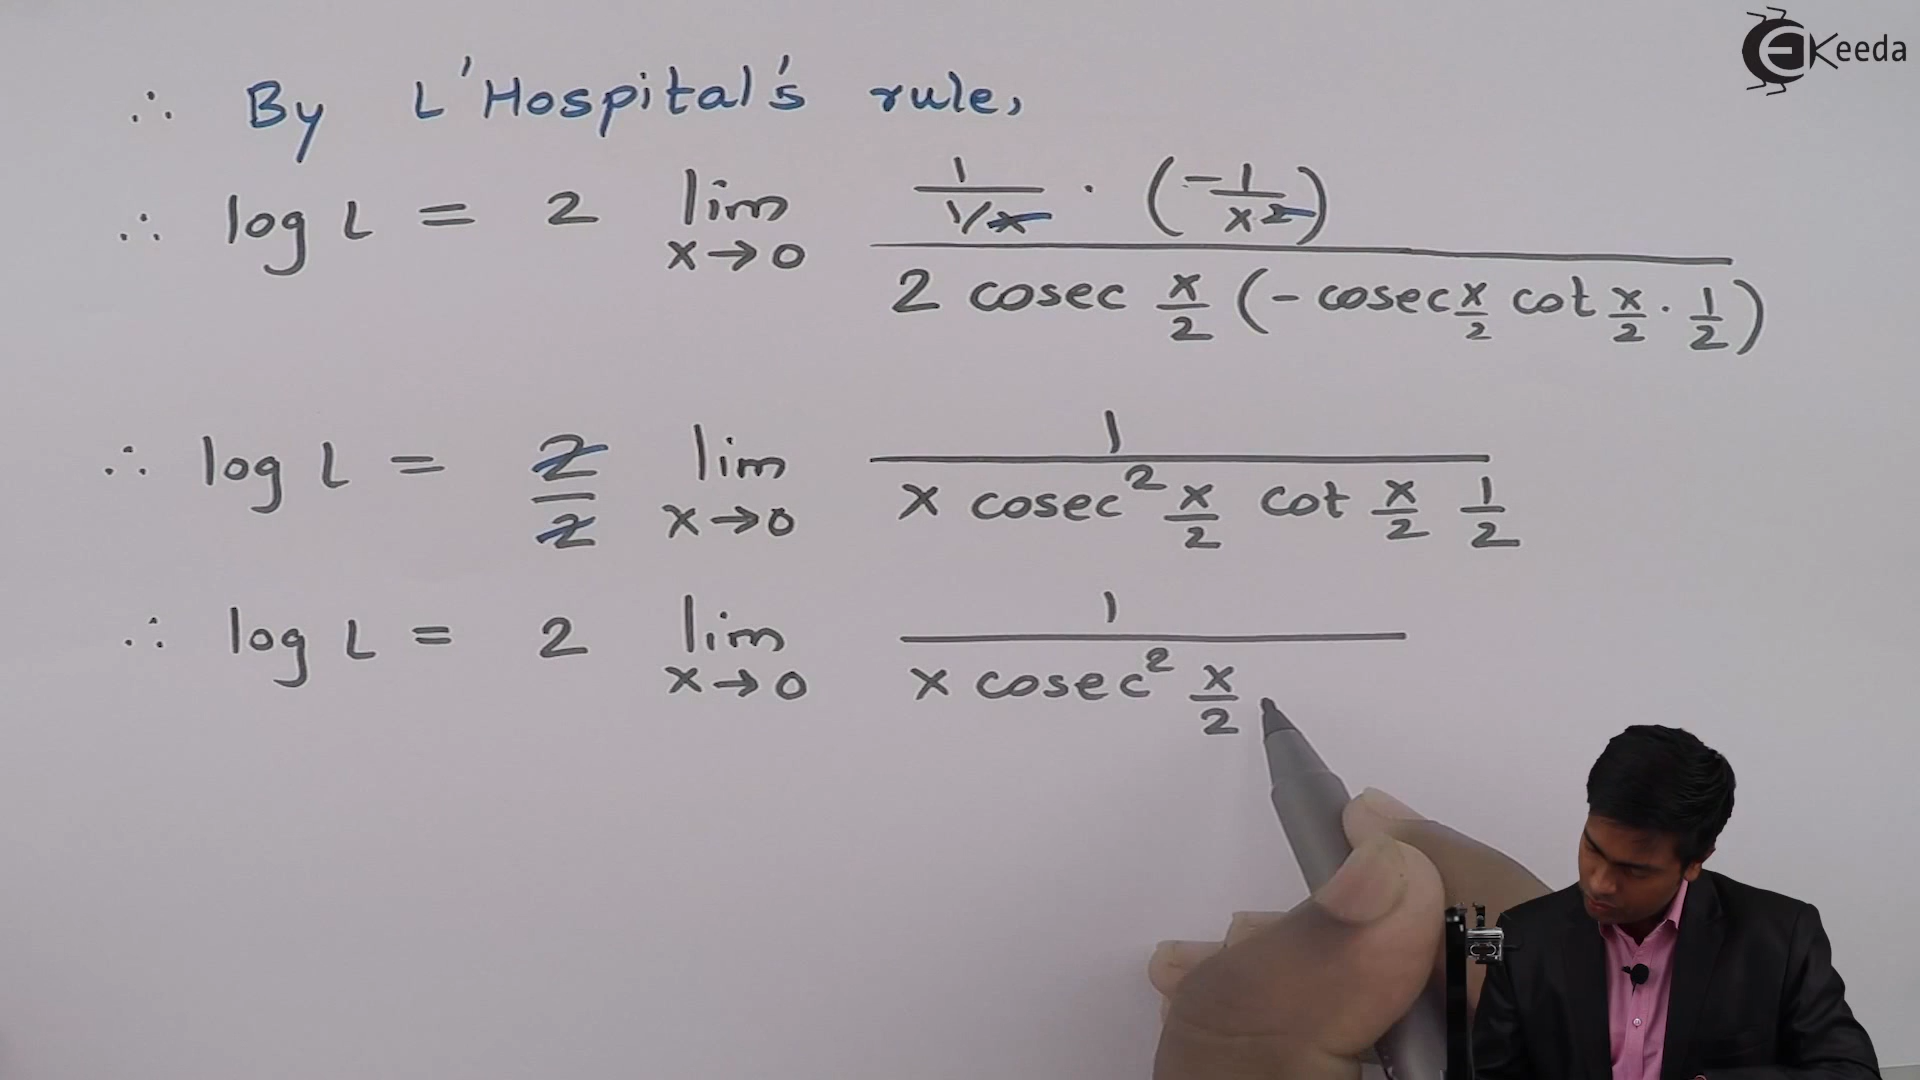 EKeeda
∴ By L'Hospital's rule,
∴ log L = 2 lim x→0 1/(1/x) · (-1/x²) / 2 cosec x/2 (- cosec x/2 cot x/2 · 1/2)
∴ log L = 2/2 lim x→0 1 / x cosec² x/2 cot x/2 1/2
∴ log L = 2 lim x→0 1 / x cosec² x/2